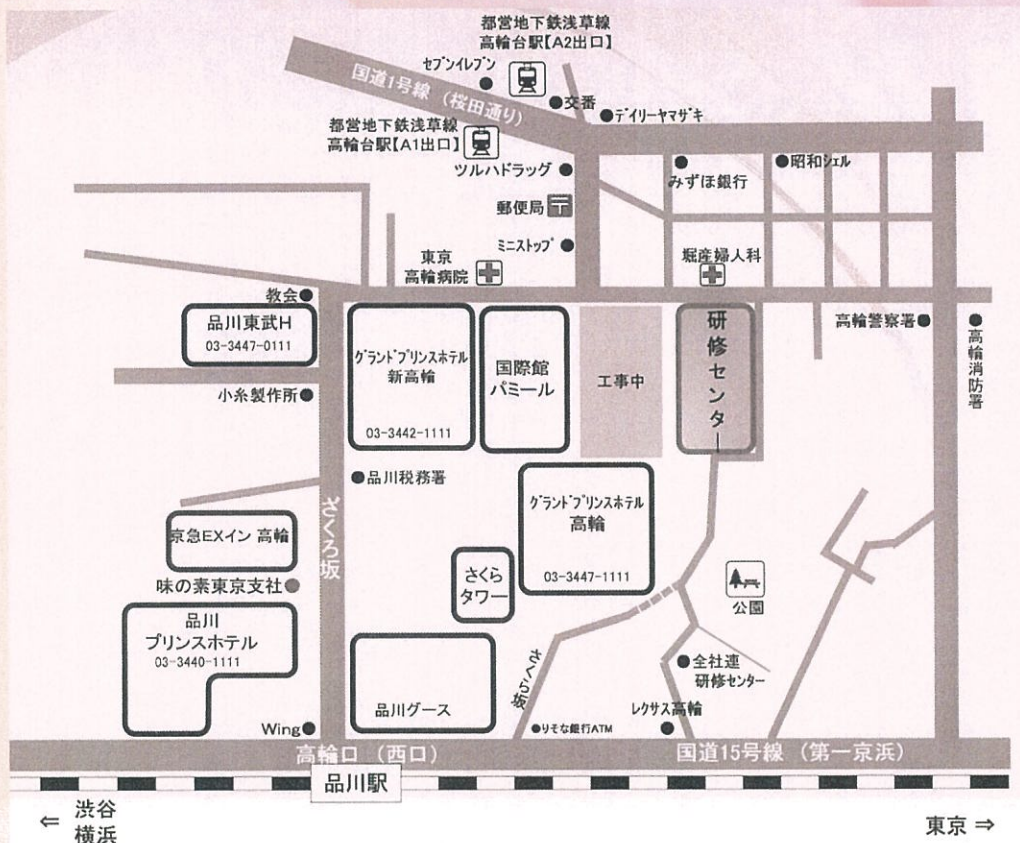 都営地下鉄浅草線
高輪台駅【A2出口】
セブンイレブン
国道1号線（桜田通り）
交番
デイリーヤマザキ
都営地下鉄浅草線
高輪台駅【A1出口】
ツルハドラッグ
みずほ銀行
昭和シェル
郵便局
ミニストップ
東京
高輪病院
堀産婦人科
教会
品川東武H
03-3447-0111
グランドプリンスホテル
新高輪
03-3442-1111
国際館
パミール
工事中
研修センター
高輪警察署
高輪消防署
小糸製作所
品川税務署
ざくろ坂
グランドプリンスホテル
高輪
03-3447-1111
京急EXイン 高輪
さくら
タワー
味の素東京支社
公園
品川
プリンスホテル
03-3440-1111
さくら坂
全社連
研修センター
品川グース
レクサス高輪
Wing
りそな銀行ATM
高輪口（西口）
国道15号線（第一京浜）
品川駅
⇐ 渋谷
横浜
東京 ⇒